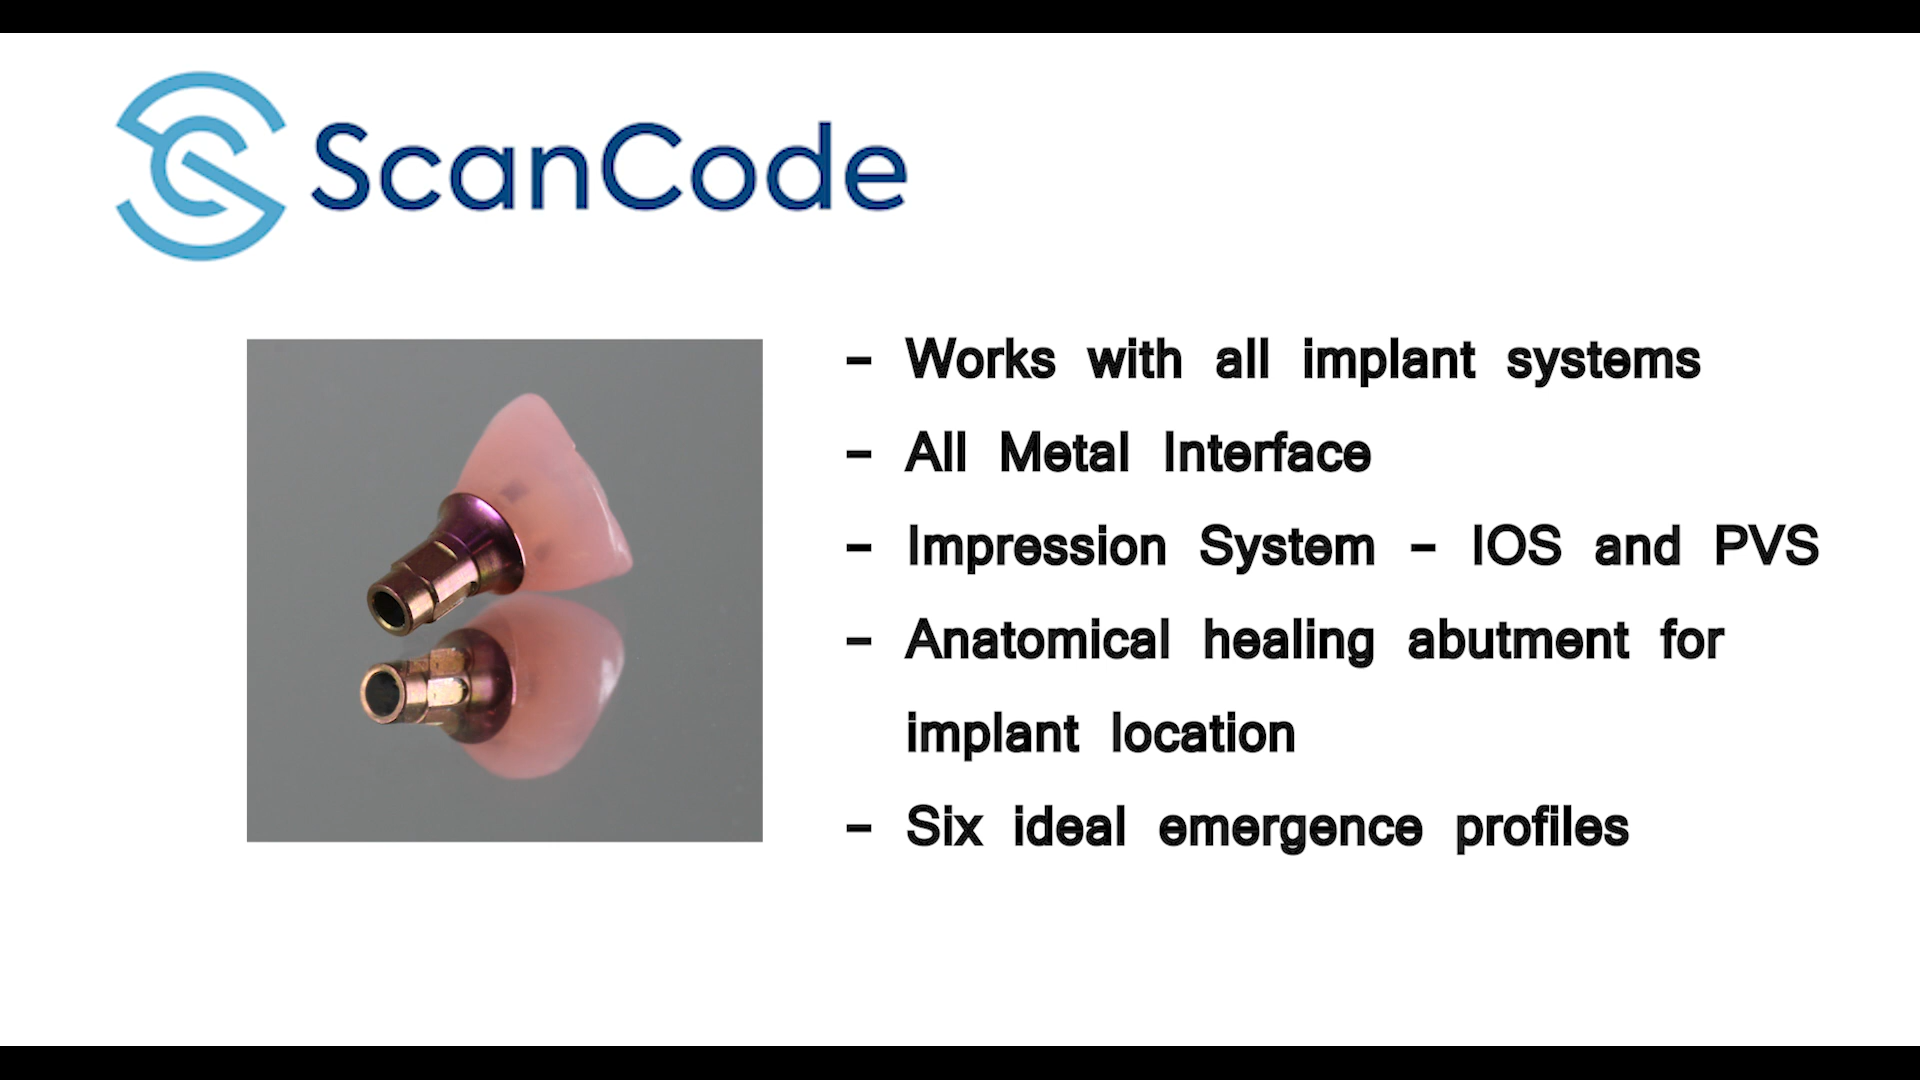 ScanCode
- Works with all implant systems
- All Metal Interface
- Impression System - IOS and PVS
- Anatomical healing abutment for
implant location
- Six ideal emergence profiles